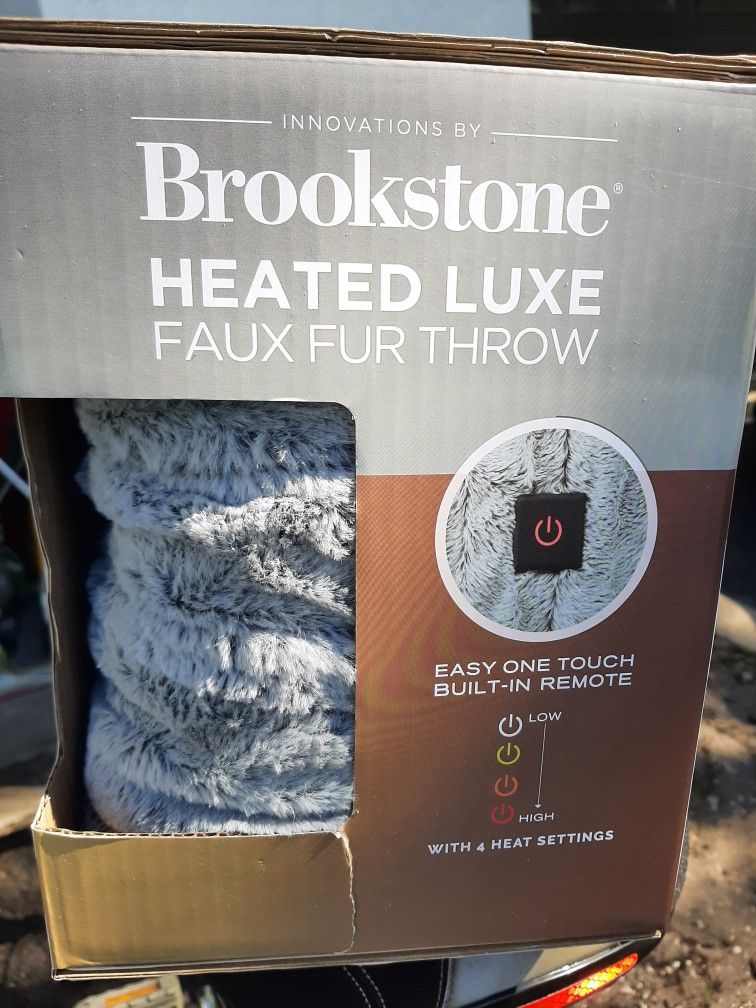 INNOVATIONS BY
Brookstone®
HEATED LUXE
FAUX FUR THROW
EASY ONE TOUCH
BUILT-IN REMOTE
LOW
HIGH
WITH 4 HEAT SETTINGS